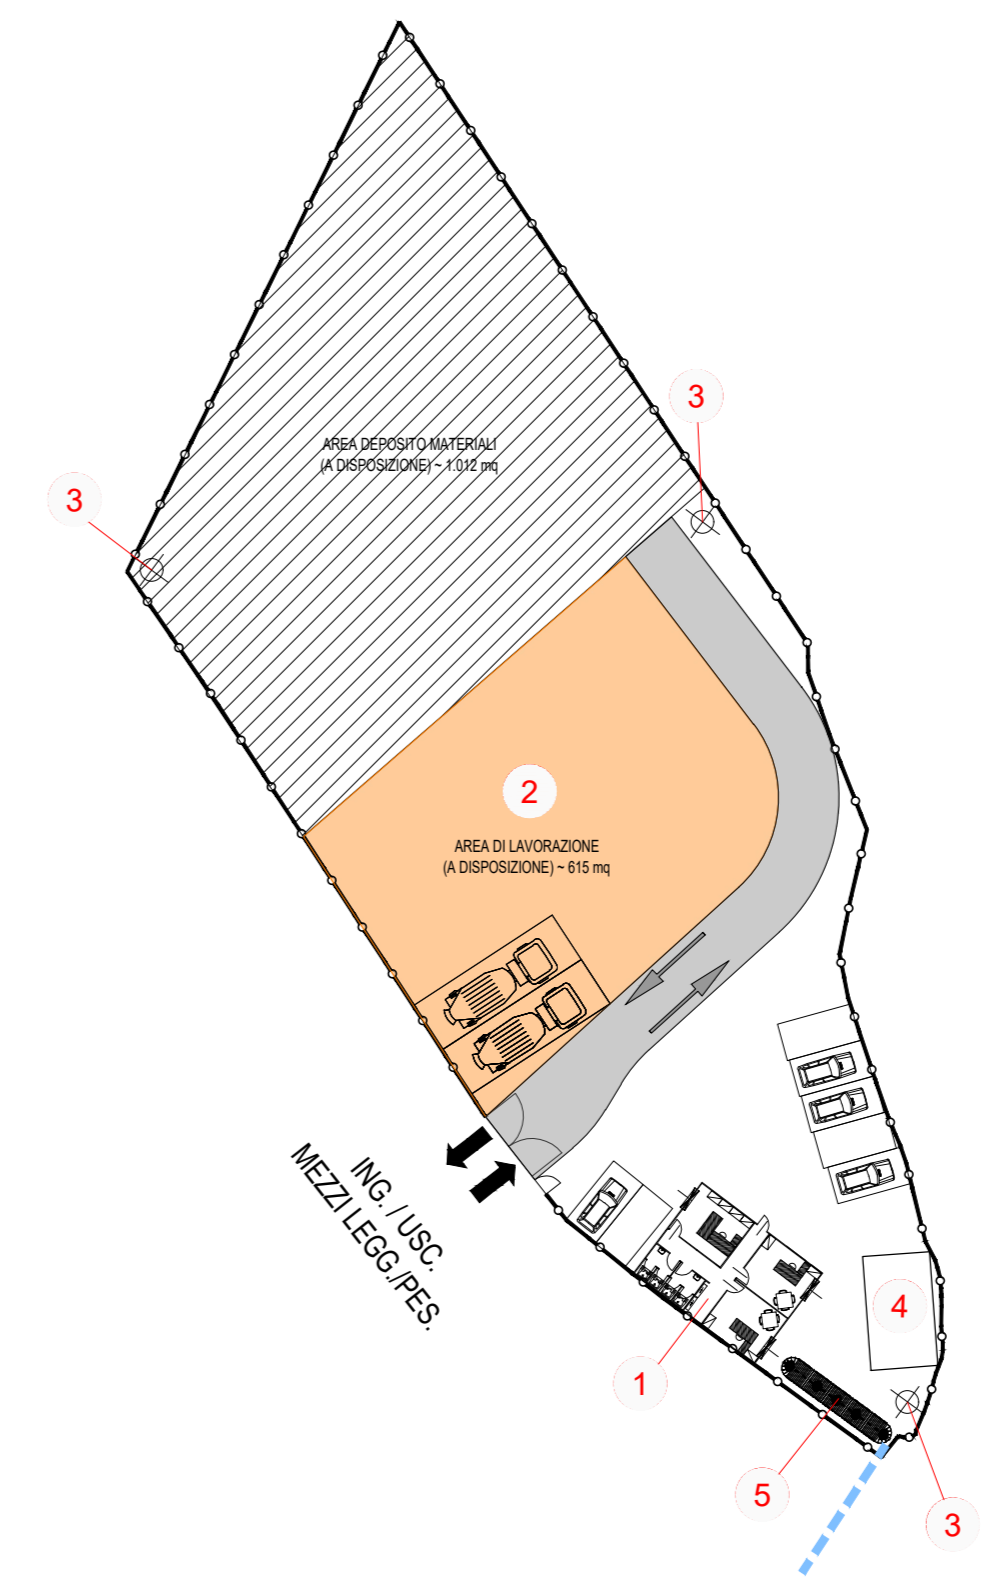 3
AREA DEPOSITO MATERIALI
(A DISPOSIZIONE) ~ 1.012 mq
3
2
AREA DI LAVORAZIONE
(A DISPOSIZIONE) ~ 615 mq
ING. / USC.
MEZZI LEGG./PES.
4
1
5
3